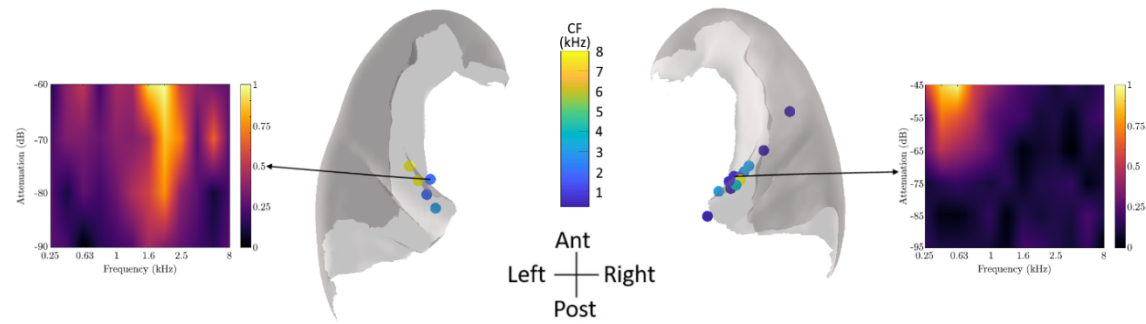 CF
(kHz)
8
7
6
5
4
3
2
1
-60
-70
-80
-90
Attenuation (dB)
0.25 0.63 1 1.6 2.5 8
Frequency (kHz)
1
0.75
0.5
0.25
0
-45
-55
-65
-75
-85
-95
Attenuation (dB)
0.25 0.63 1 1.6 2.5 8
Frequency (kHz)
1
0.75
0.5
0.25
0
Ant
Left Right
Post